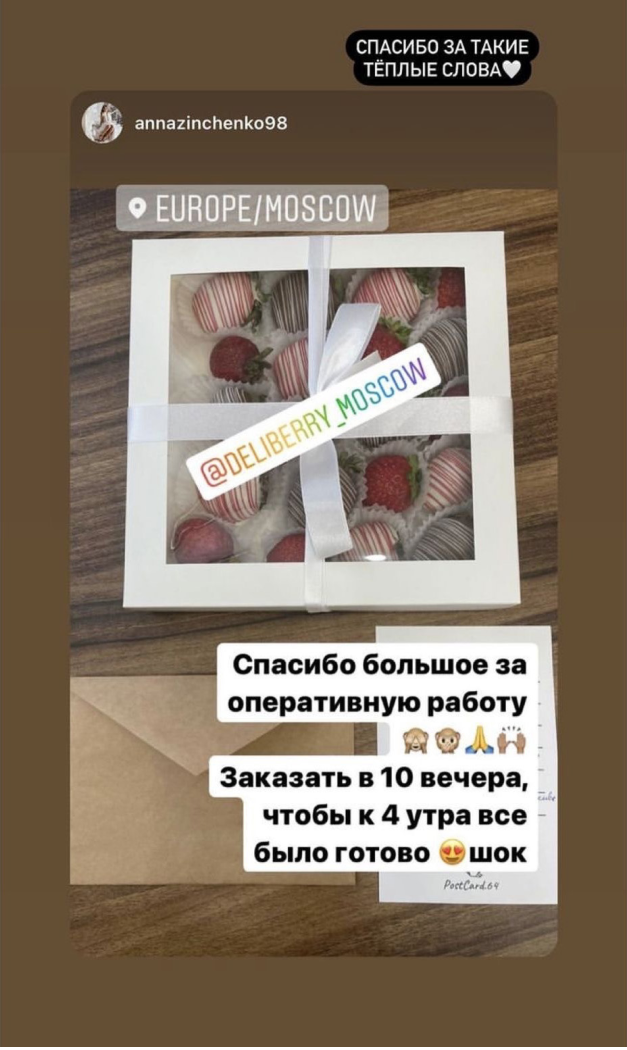 СПАСИБО ЗА ТАКИЕ
ТЁПЛЫЕ СЛОВА🤍
annazinchenko98
EUROPE/MOSCOW
@DELIBERRY_MOSCOW
Спасибо большое за
оперативную работу
🙈🙊🙏🏼🙌🏽
Заказать в 10 вечера,
чтобы к 4 утра все
было готово 😍шок
PostCard.64